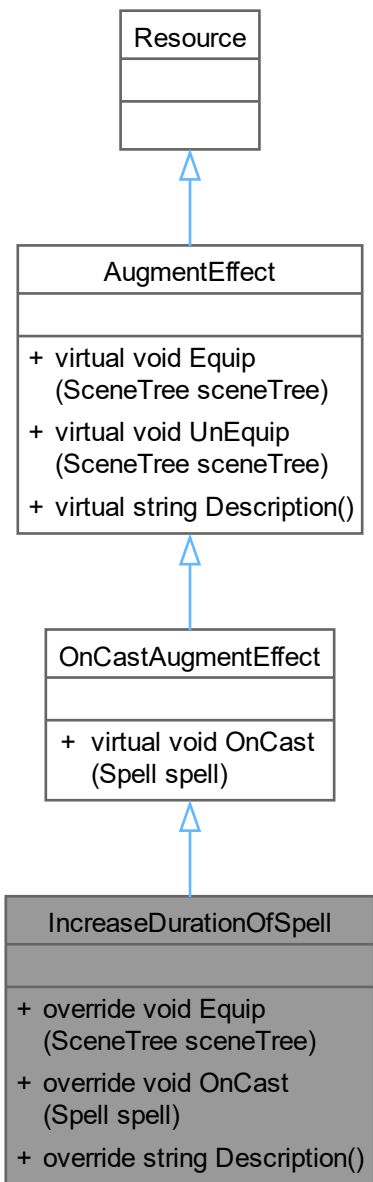 Resource
AugmentEffect
+ virtual void Equip
(SceneTree sceneTree)
+ virtual void UnEquip
(SceneTree sceneTree)
+ virtual string Description()
OnCastAugmentEffect
+ virtual void OnCast
(Spell spell)
IncreaseDurationOfSpell
+ override void Equip
(SceneTree sceneTree)
+ override void OnCast
(Spell spell)
+ override string Description()